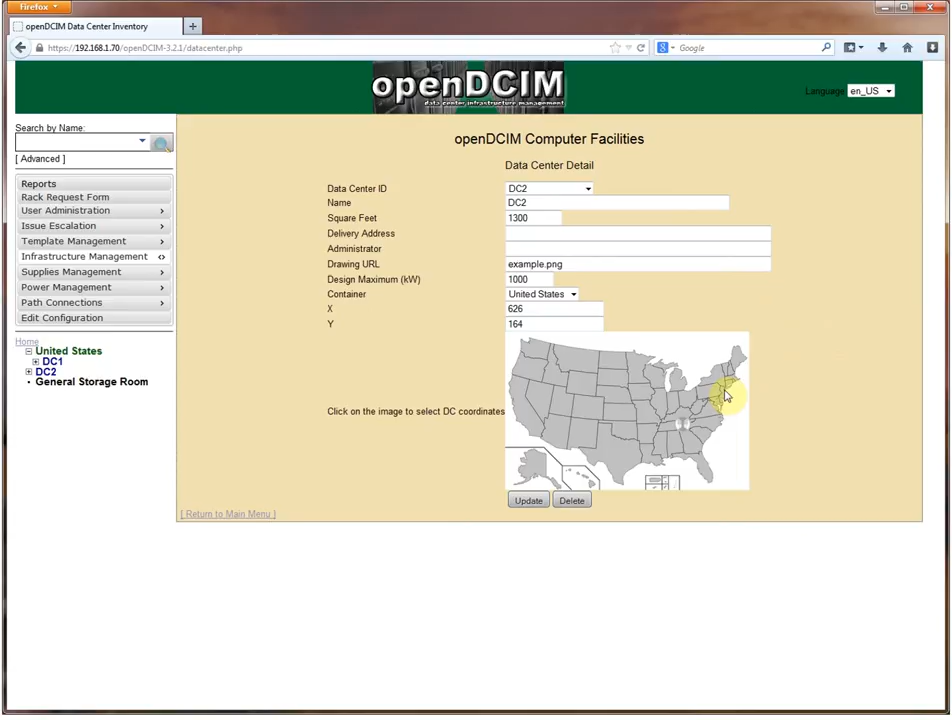 Firefox
openDCIM Data Center Inventory
https://192.168.1.70/openDCIM-3.2.1/datacenter.php
Google
openDCIM
data center infrastructure management
Language en_US
Search by Name:
[ Advanced ]
Reports
Rack Request Form
User Administration
Issue Escalation
Template Management
Infrastructure Management
Supplies Management
Power Management
Path Connections
Edit Configuration
Home
United States
DC1
DC2
General Storage Room
openDCIM Computer Facilities
Data Center Detail
Data Center ID DC2
Name DC2
Square Feet 1300
Delivery Address
Administrator
Drawing URL example.png
Design Maximum (kW) 1000
Container United States
X 626
Y 164
Click on the image to select DC coordinates
Update Delete
[ Return to Main Menu ]